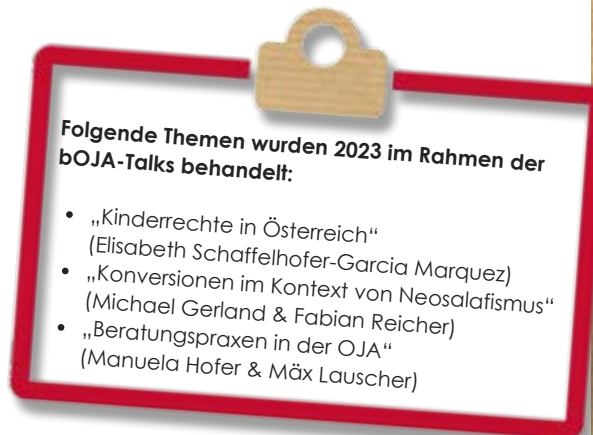 Folgende Themen wurden 2023 im Rahmen der
bOJA-Talks behandelt:
• „Kinderrechte in Österreich“
(Elisabeth Schaffelhofer-Garcia Marquez)
• „Konversionen im Kontext von Neosalafismus“
(Michael Gerland & Fabian Reicher)
• „Beratungspraxen in der OJA“
(Manuela Hofer & Mäx Lauscher)